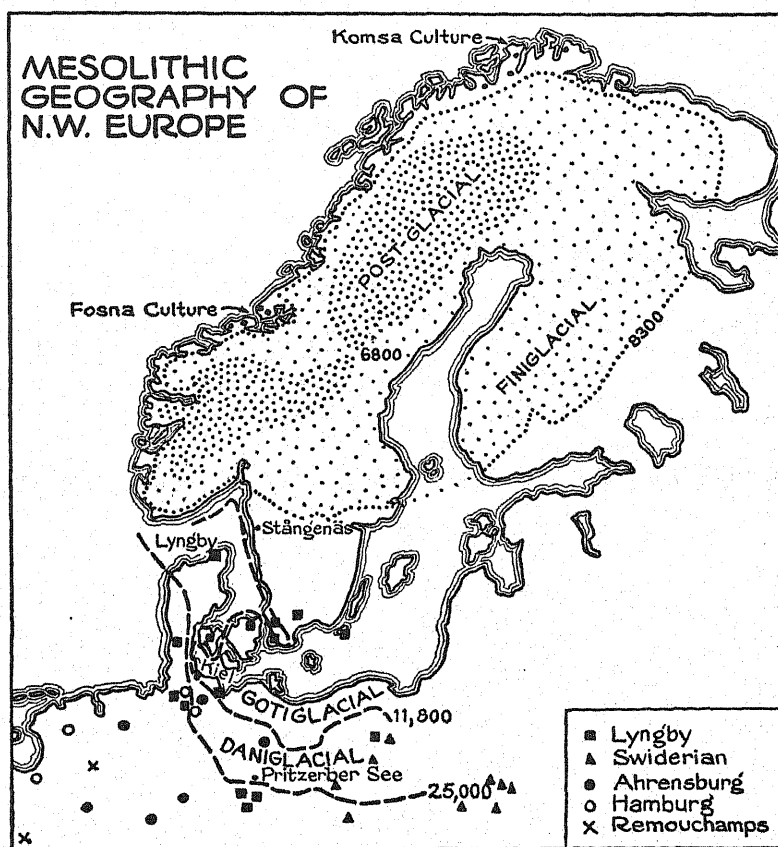 MESOLITHIC
GEOGRAPHY OF
N.W. EUROPE
Komsa Culture
POST GLACIAL
Fosna Culture
6800
FINIGLACIAL
8300
Stångenäs
Lyngby
Kiel
GOTIGLACIAL
11,800
DANIGLACIAL
Pritzerber See
25,000
Lyngby
Swiderian
Ahrensburg
Hamburg
Remouchamps